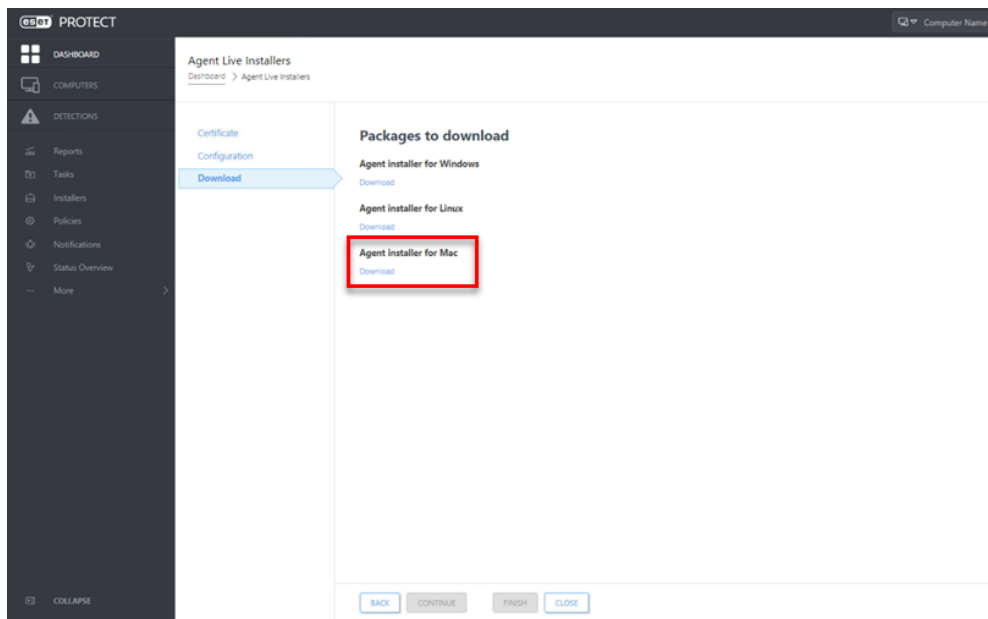 eset PROTECT
Computer Name
DASHBOARD
COMPUTERS
DETECTIONS
Reports
Tasks
Installers
Policies
Notifications
Status Overview
More
COLLAPSE
Agent Live Installers
Dashboard > Agent Live Installers
Certificate
Configuration
Download
Packages to download
Agent installer for Windows
Download
Agent installer for Linux
Download
Agent installer for Mac
Download
BACK CONTINUE FINISH CLOSE